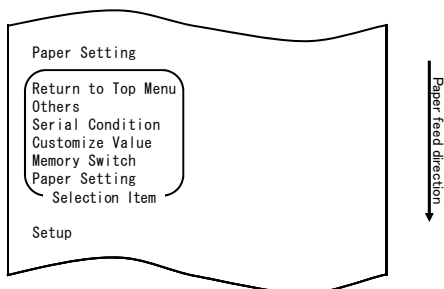 Paper Setting
Return to Top Menu
Others
Serial Condition
Customize Value
Memory Switch
Paper Setting
Selection Item
Setup
Paper feed direction